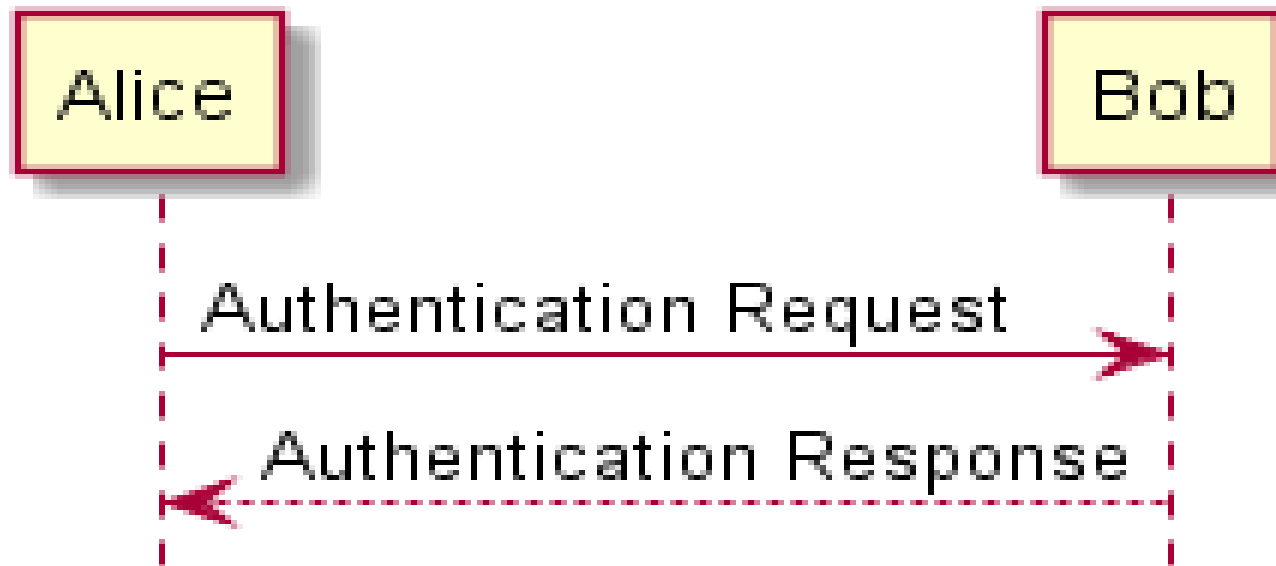 Alice
Bob
Authentication Request
Authentication Response